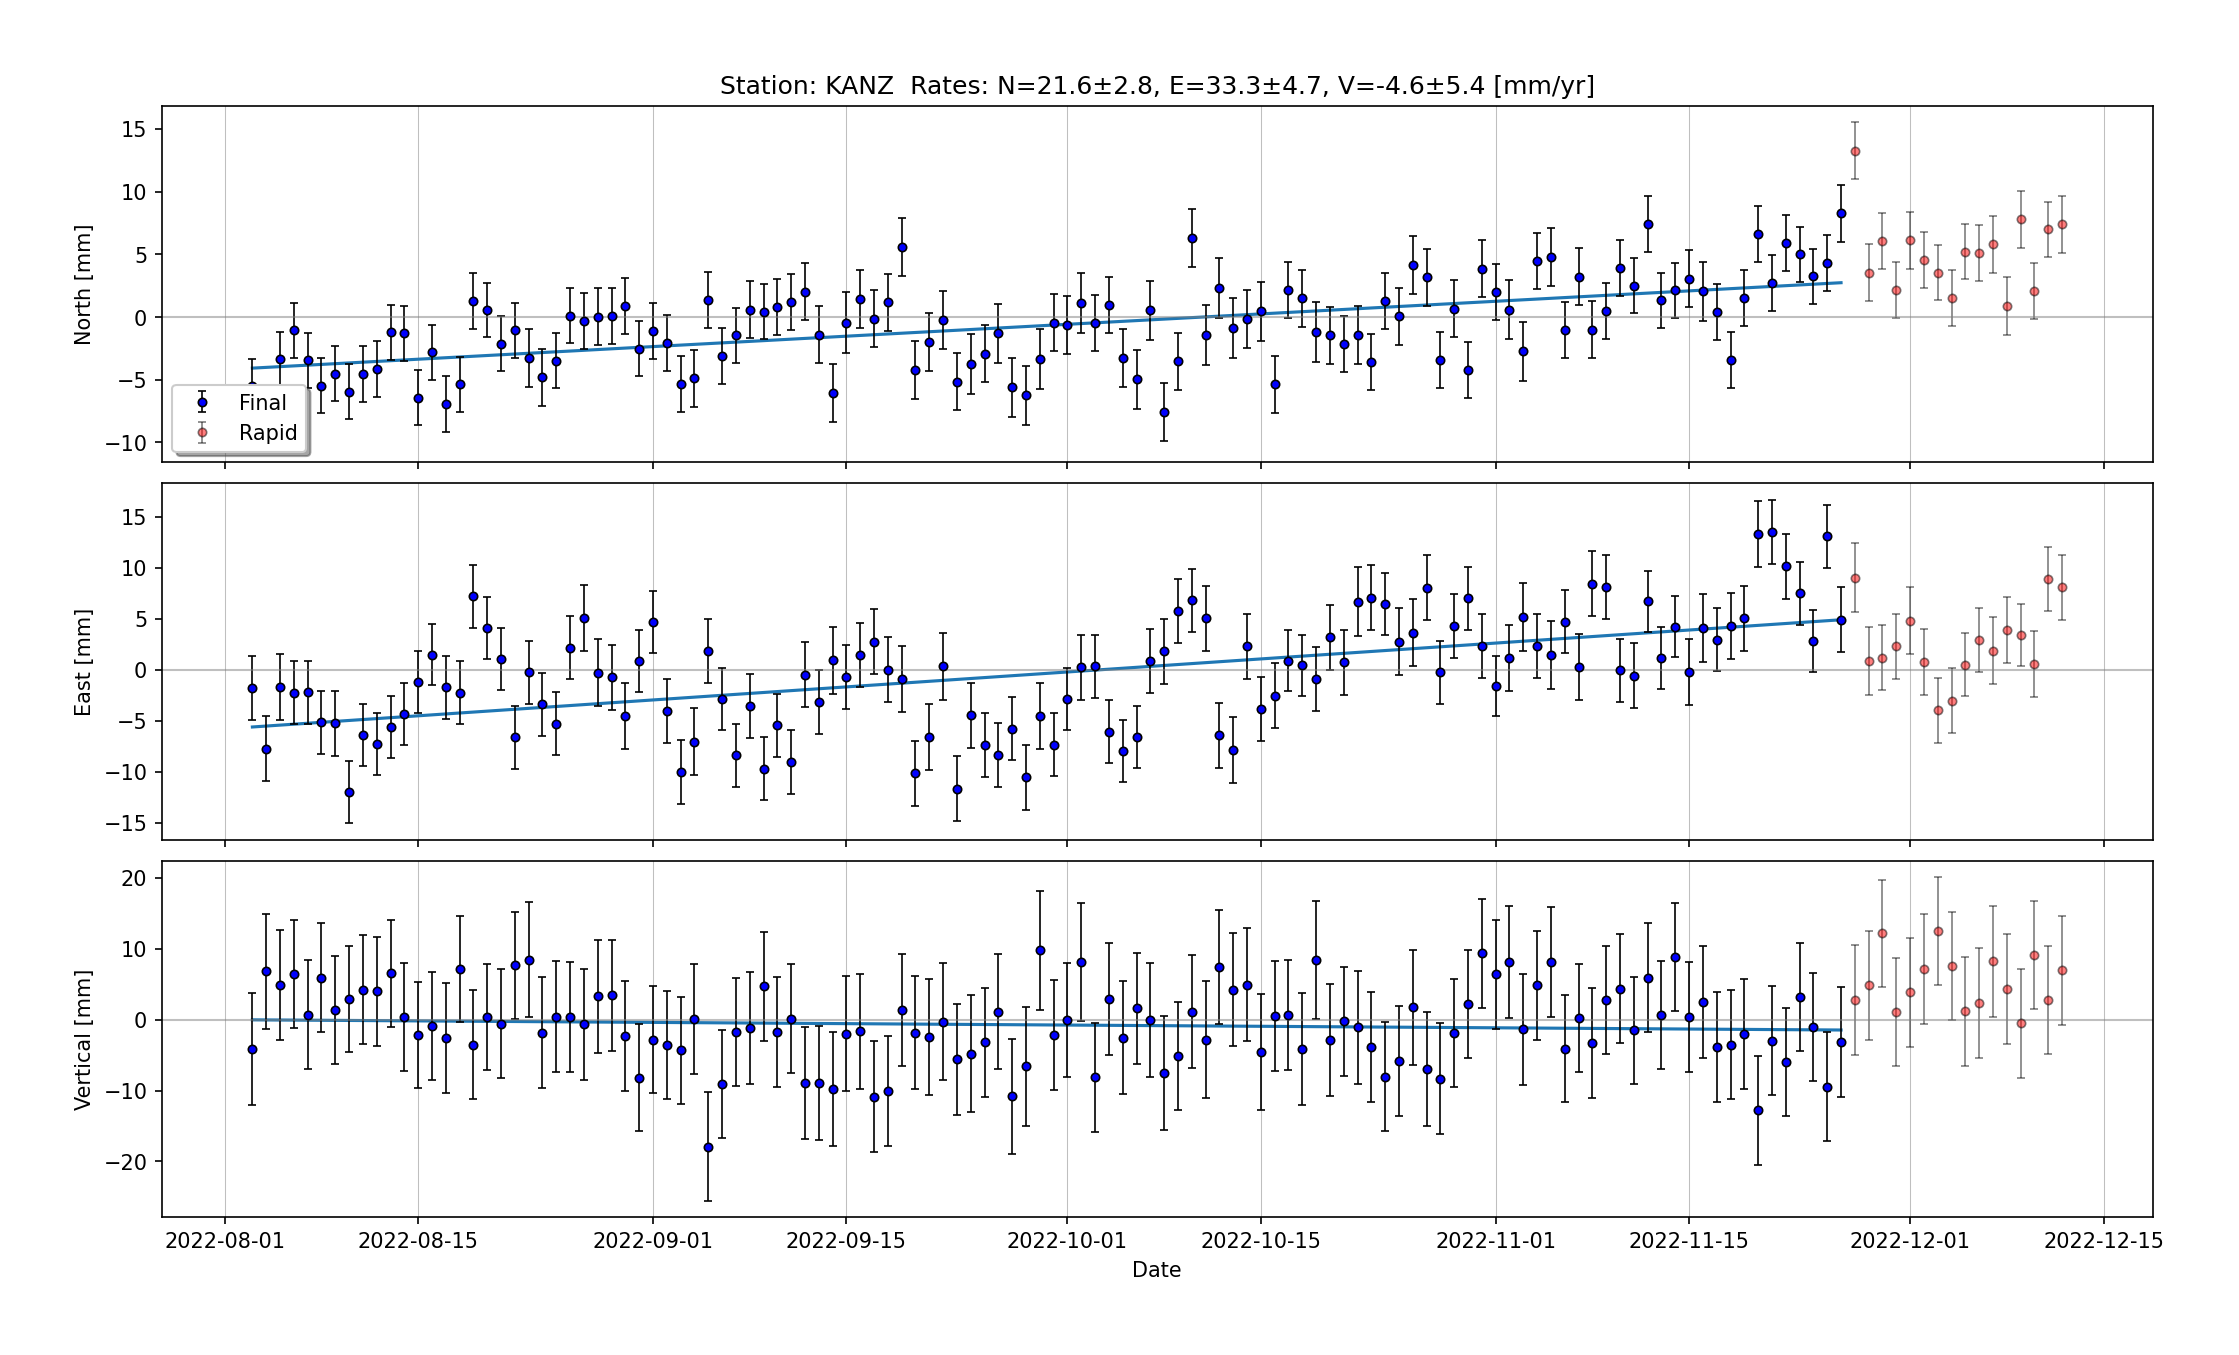 Station: KANZ  Rates: N=21.6±2.8, E=33.3±4.7, V=-4.6±5.4 [mm/yr]
North [mm]
15
10
5
0
−5
−10
Final
Rapid
East [mm]
15
10
5
0
−5
−10
−15
Vertical [mm]
20
10
0
−10
−20
2022-08-01 2022-08-15 2022-09-01 2022-09-15 2022-10-01 2022-10-15 2022-11-01 2022-11-15 2022-12-01 2022-12-15
Date